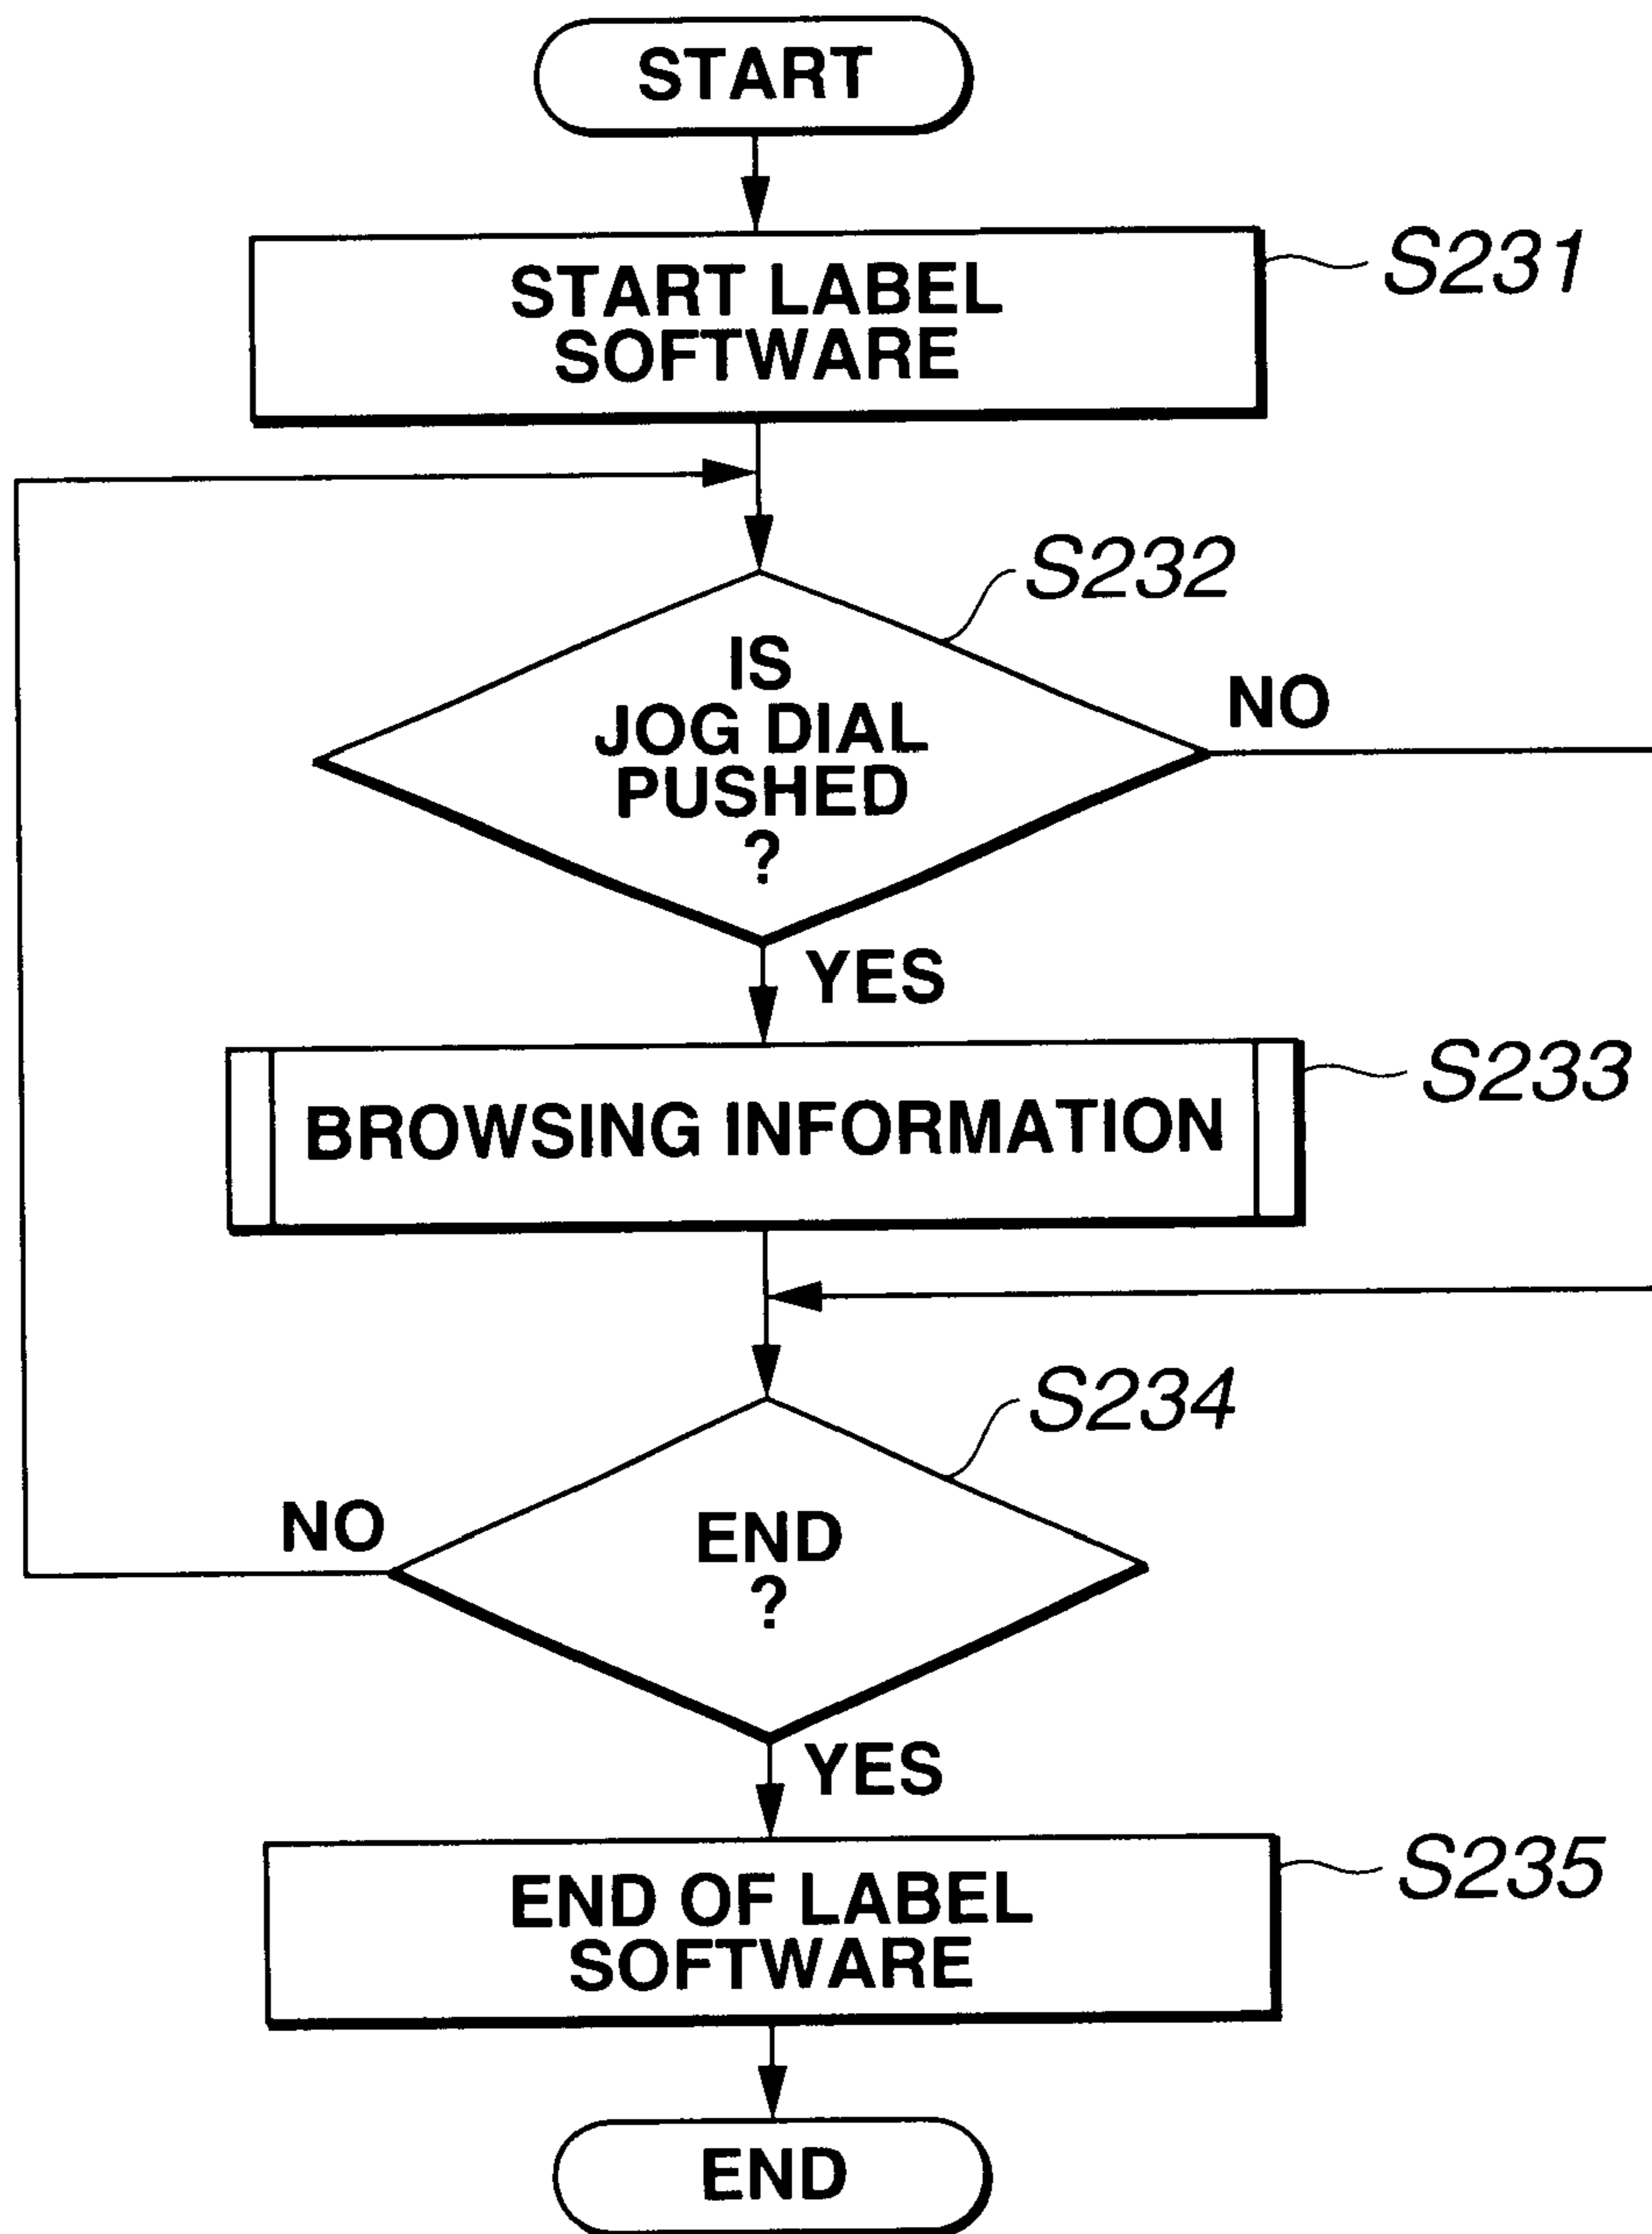 START
START LABEL
SOFTWARE
S231
S232
IS
JOG DIAL
PUSHED
?
NO
YES
BROWSING INFORMATION
S233
S234
END
?
NO
YES
END OF LABEL
SOFTWARE
S235
END